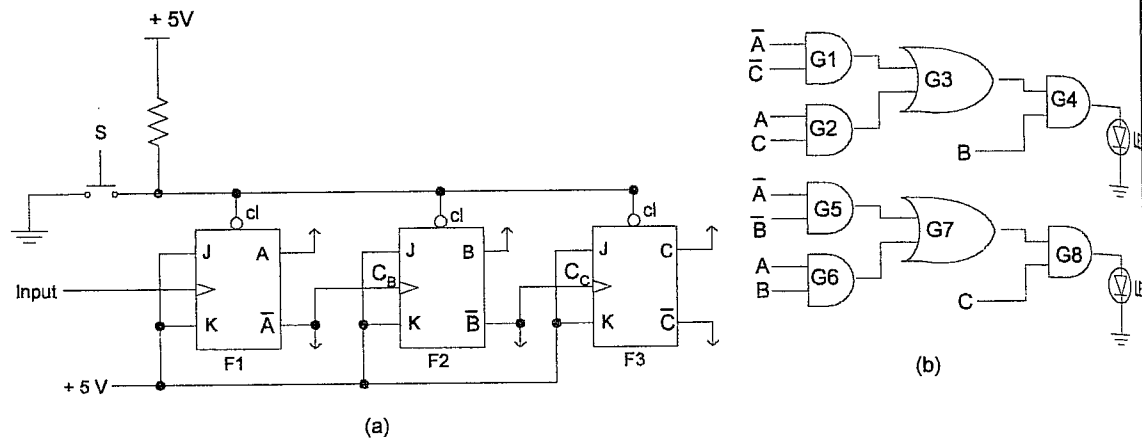 + 5V
S
cl
cl
cl
J
A
J
B
J
C
Input
C_B
C_C
K
A̅
K
B̅
K
C̅
F1
F2
F3
+ 5 V
(a)
A̅
C̅
G1
G3
G4
A
C
G2
B
A̅
B̅
G5
G7
G8
A
B
G6
C
(b)